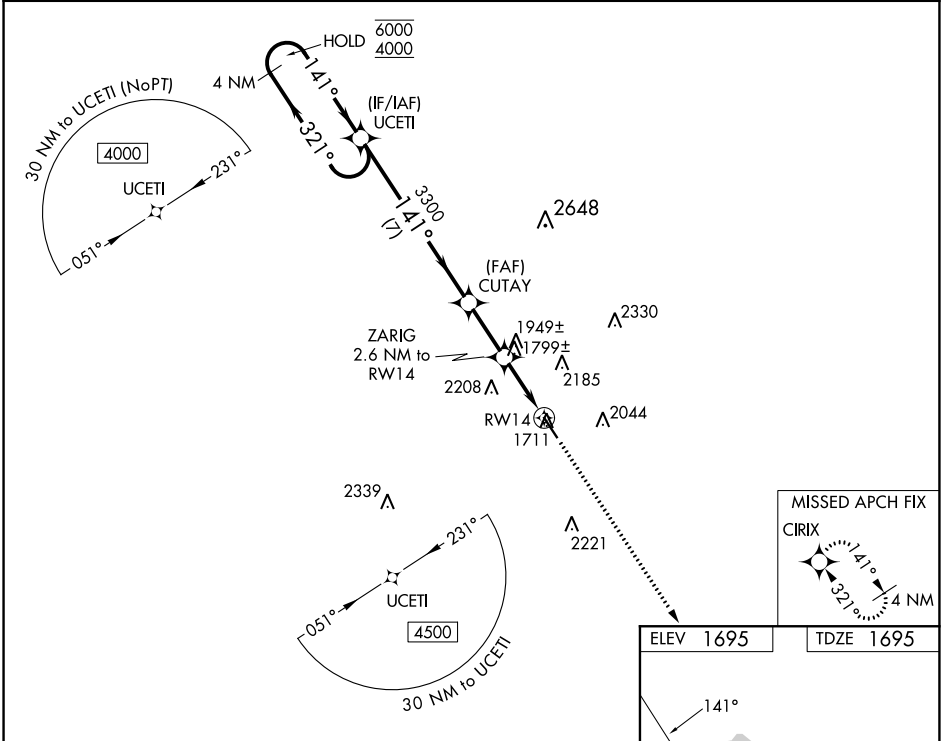 HOLD 6000
4000
4 NM
141°
321°
(IF/IAF)
UCETI
30 NM to UCETI (NoPT)
4000
UCETI
231°
051°
3300
141°
(7)
2648
(FAF)
CUTAY
2330
ZARIG
2.6 NM to
RW14
1949±
1799±
2185
2208
RW14
1711
2044
2339
2221
231°
UCETI
051°
4500
30 NM to UCETI
MISSED APCH FIX
CIRIX
141°
321°
4 NM
ELEV 1695
TDZE 1695
141°